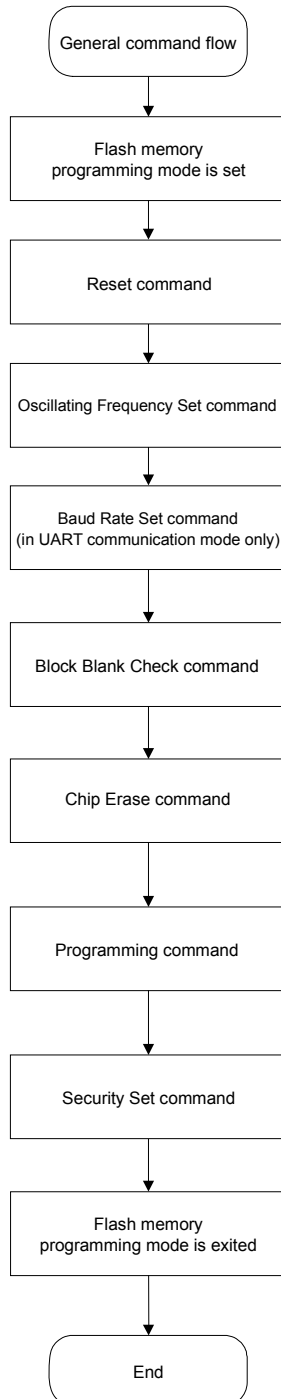 General command flow
Flash memory
programming mode is set
Reset command
Oscillating Frequency Set command
Baud Rate Set command
(in UART communication mode only)
Block Blank Check command
Chip Erase command
Programming command
Security Set command
Flash memory
programming mode is exited
End